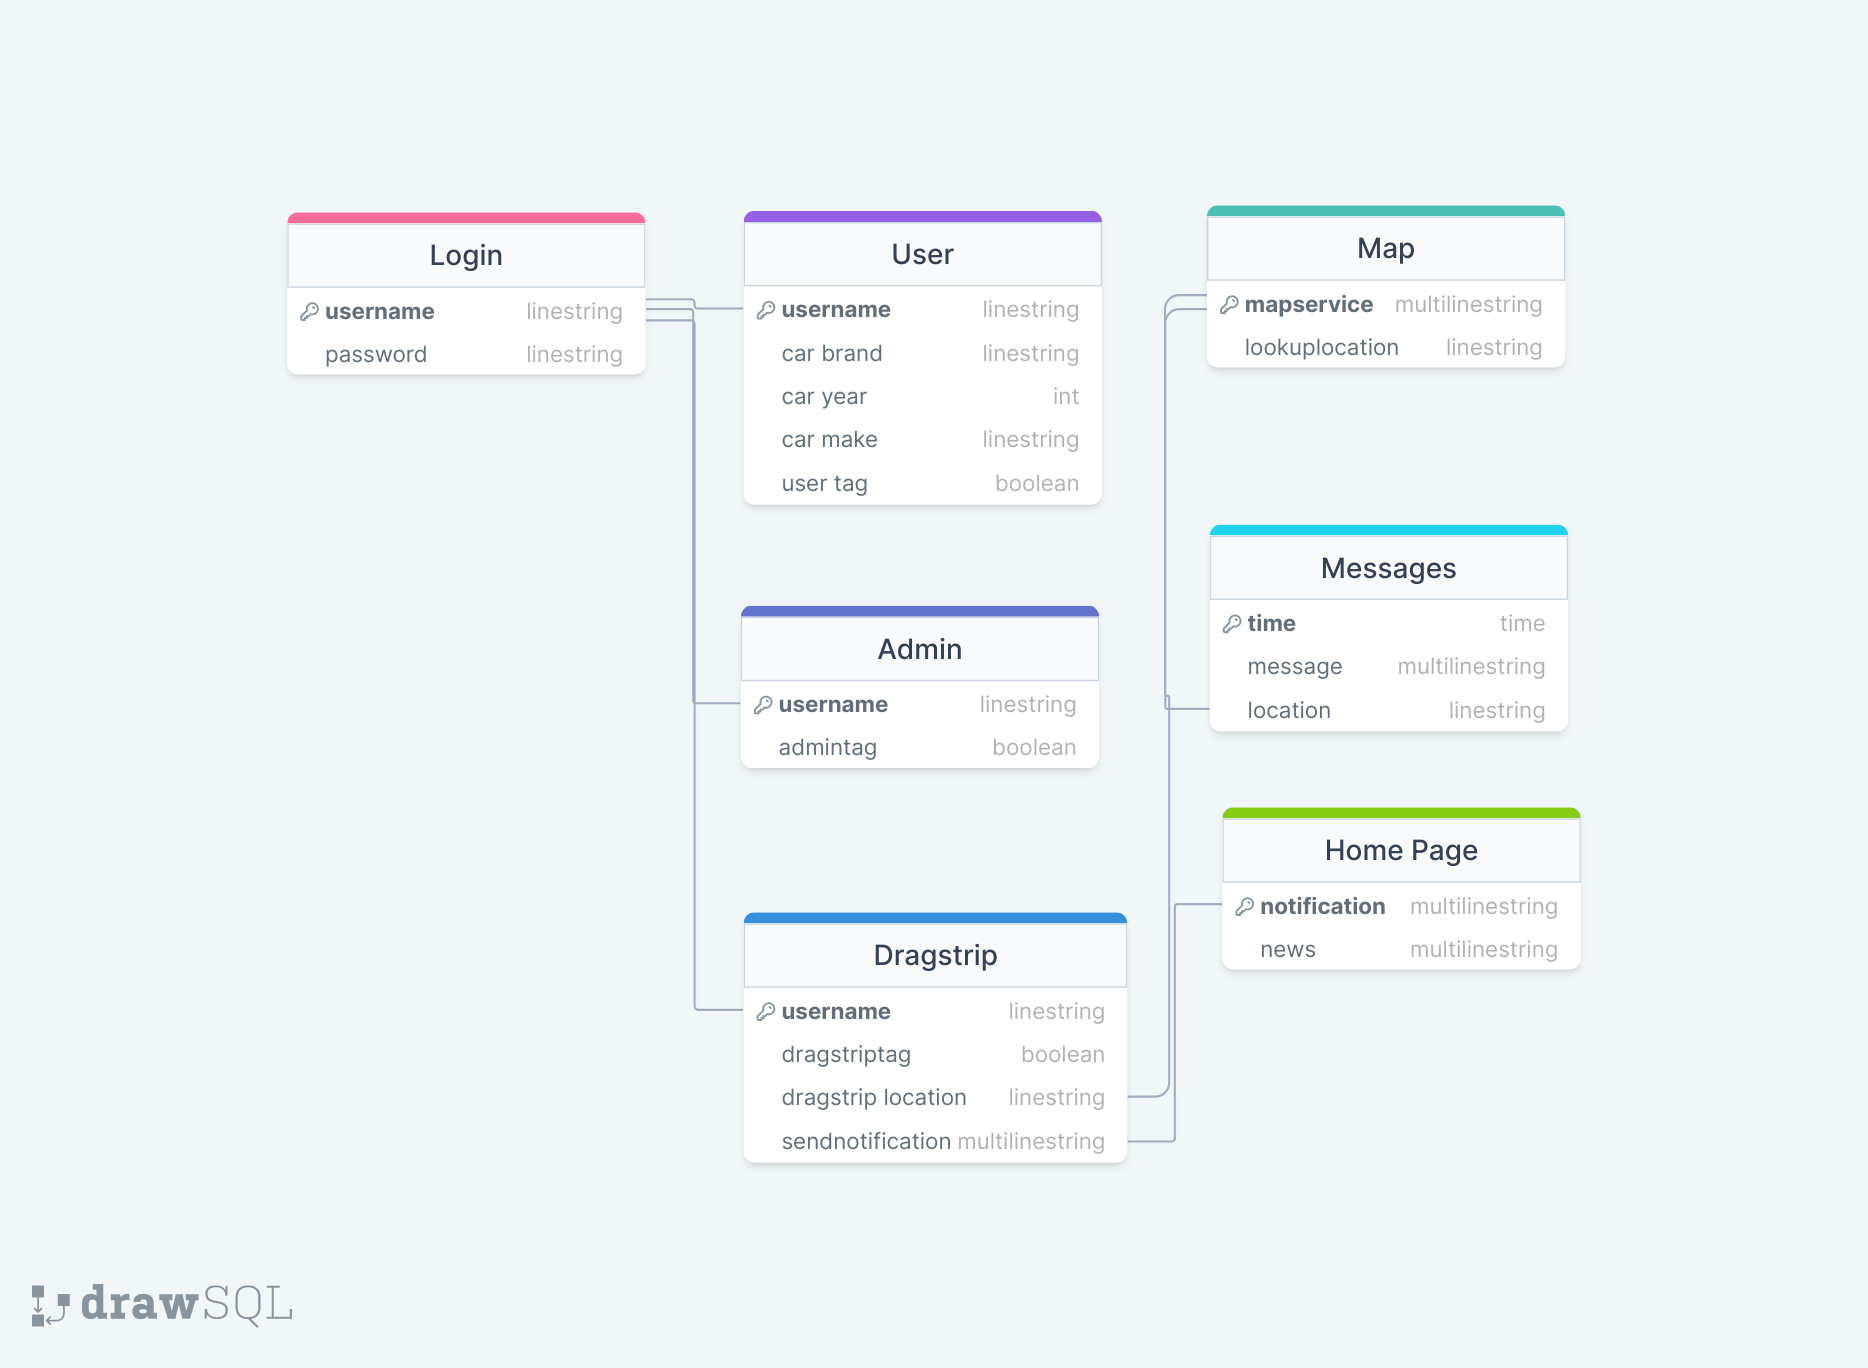 Login
username linestring
password linestring
User
username linestring
car brand linestring
car year int
car make linestring
user tag boolean
Map
mapservice multilinestring
lookuplocation linestring
Messages
time time
message multilinestring
location linestring
Admin
username linestring
admintag boolean
Home Page
notification multilinestring
news multilinestring
Dragstrip
username linestring
dragstriptag boolean
dragstrip location linestring
sendnotification multilinestring
drawSQL